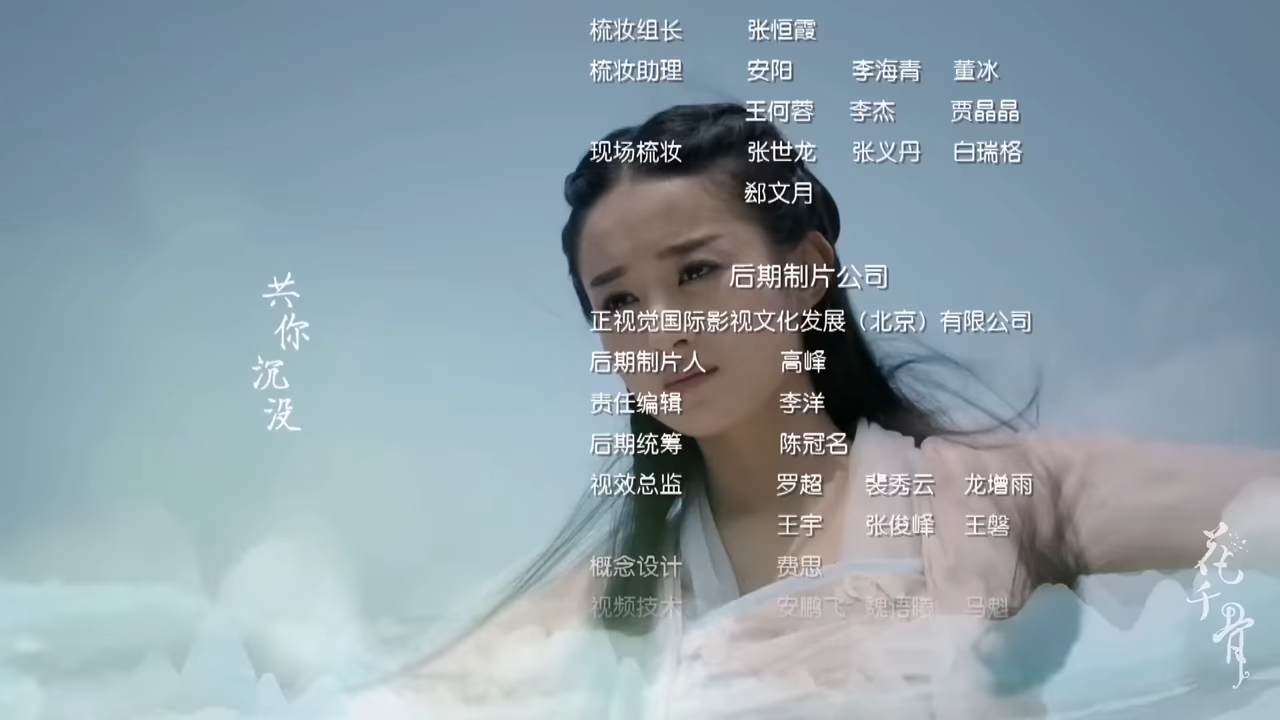 梳妆组长 张恒霞
梳妆助理 安阳 李海青 董冰
王何蓉 李杰 贾晶晶
现场梳妆 张世龙 张义丹 白瑞格
郄文月
后期制片公司
正视觉国际影视文化发展（北京）有限公司
后期制片人 高峰
责任编辑 李洋
后期统筹 陈冠名
视效总监 罗超 裴秀云 龙增雨
王宇 张俊峰 王磐
概念设计 费思
视频技术 安鹏飞 魏语曦 马魁
共你沉没
花千骨